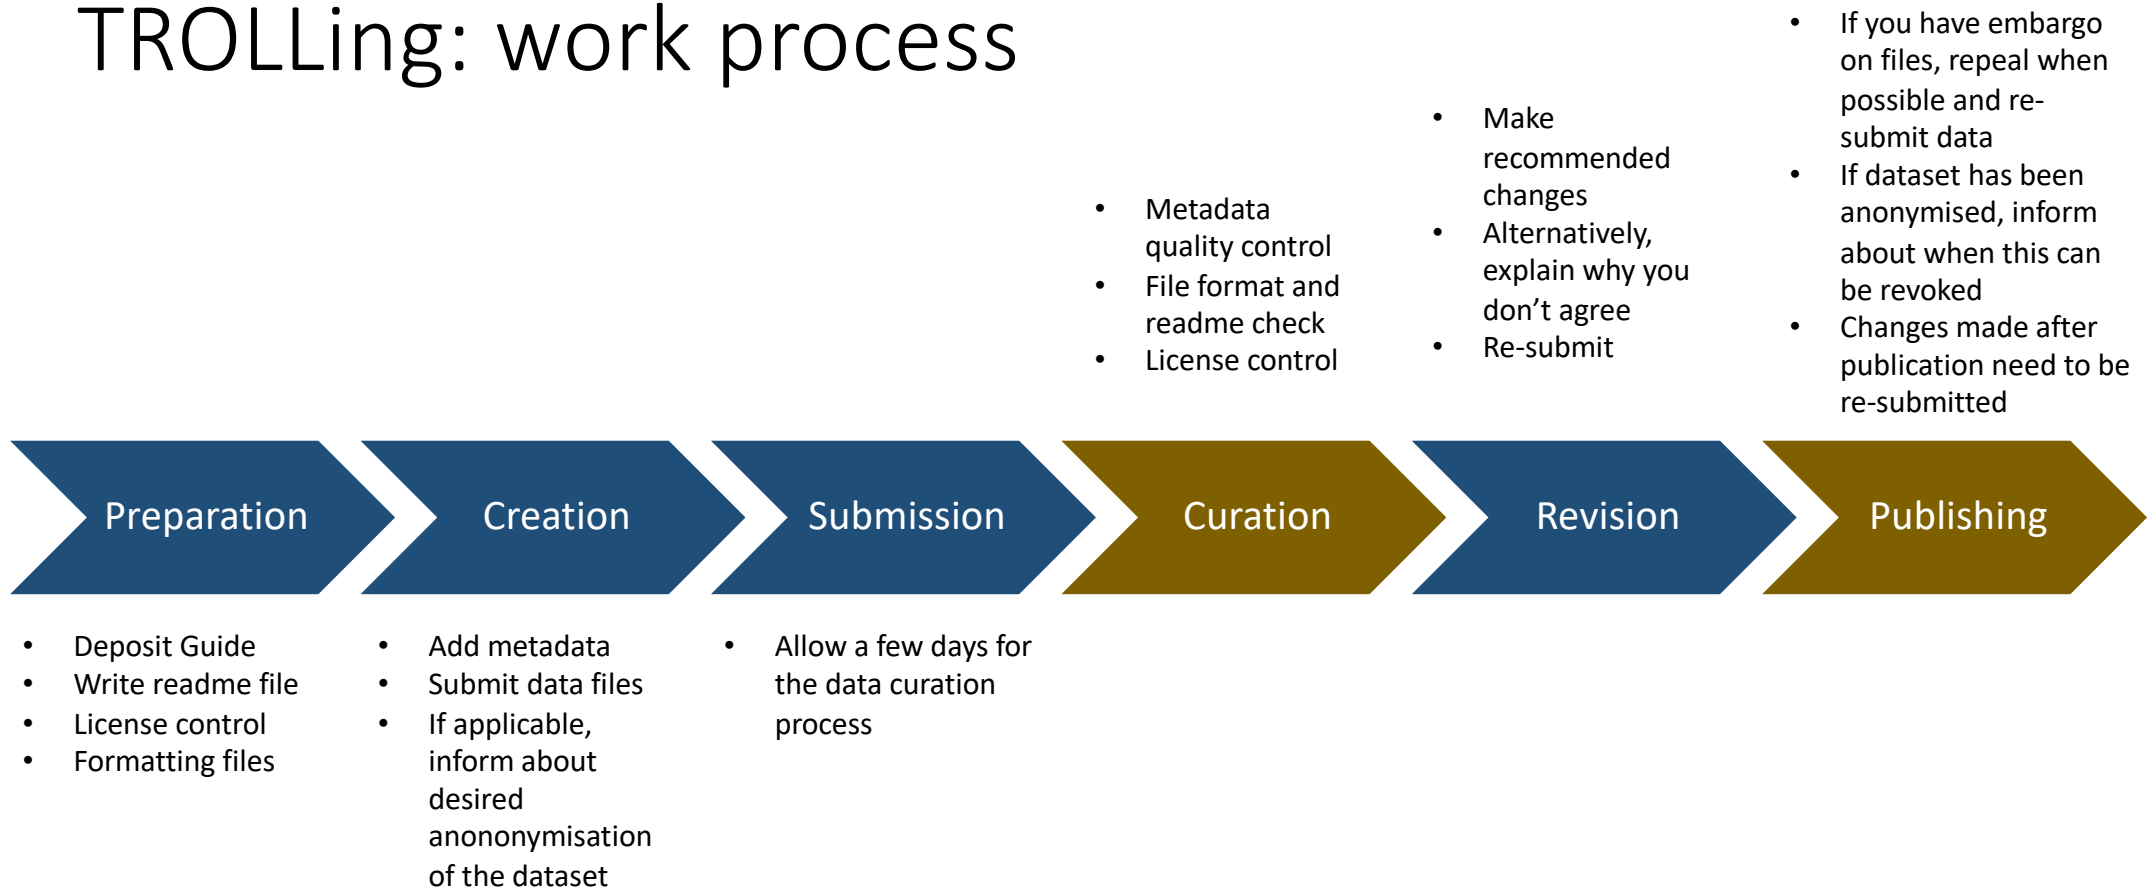 TROLLing: work process
• Metadata
quality control
• File format and
readme check
• License control
• Make
recommended
changes
• Alternatively,
explain why you
don’t agree
• Re-submit
• If you have embargo
on files, repeal when
possible and re-
submit data
• If dataset has been
anonymised, inform
about when this can
be revoked
• Changes made after
publication need to be
re-submitted
Preparation
Creation
Submission
Curation
Revision
Publishing
• Deposit Guide
• Write readme file
• License control
• Formatting files
• Add metadata
• Submit data files
• If applicable,
inform about
desired
anononymisation
of the dataset
• Allow a few days for
the data curation
process